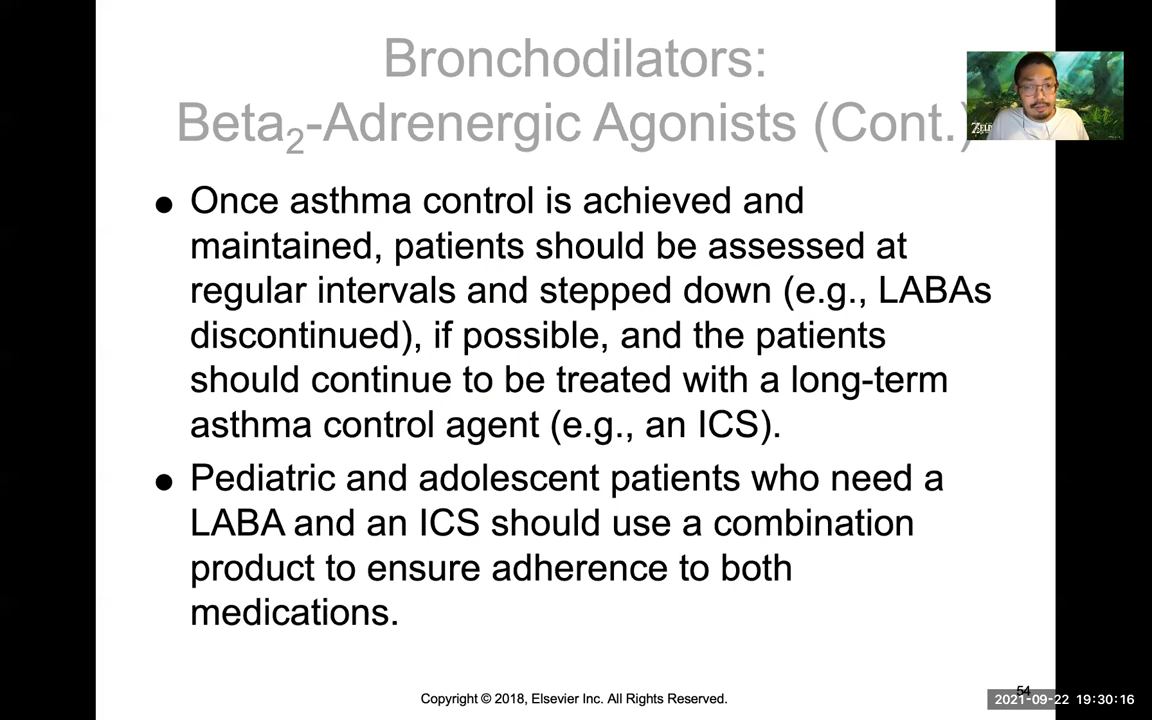 Bronchodilators:
Beta2-Adrenergic Agonists (Cont.)
ZELD
● Once asthma control is achieved and
maintained, patients should be assessed at
regular intervals and stepped down (e.g., LABAs
discontinued), if possible, and the patients
should continue to be treated with a long-term
asthma control agent (e.g., an ICS).
● Pediatric and adolescent patients who need a
LABA and an ICS should use a combination
product to ensure adherence to both
medications.
Copyright © 2018, Elsevier Inc. All Rights Reserved.
54
2021-09-22 19:30:16